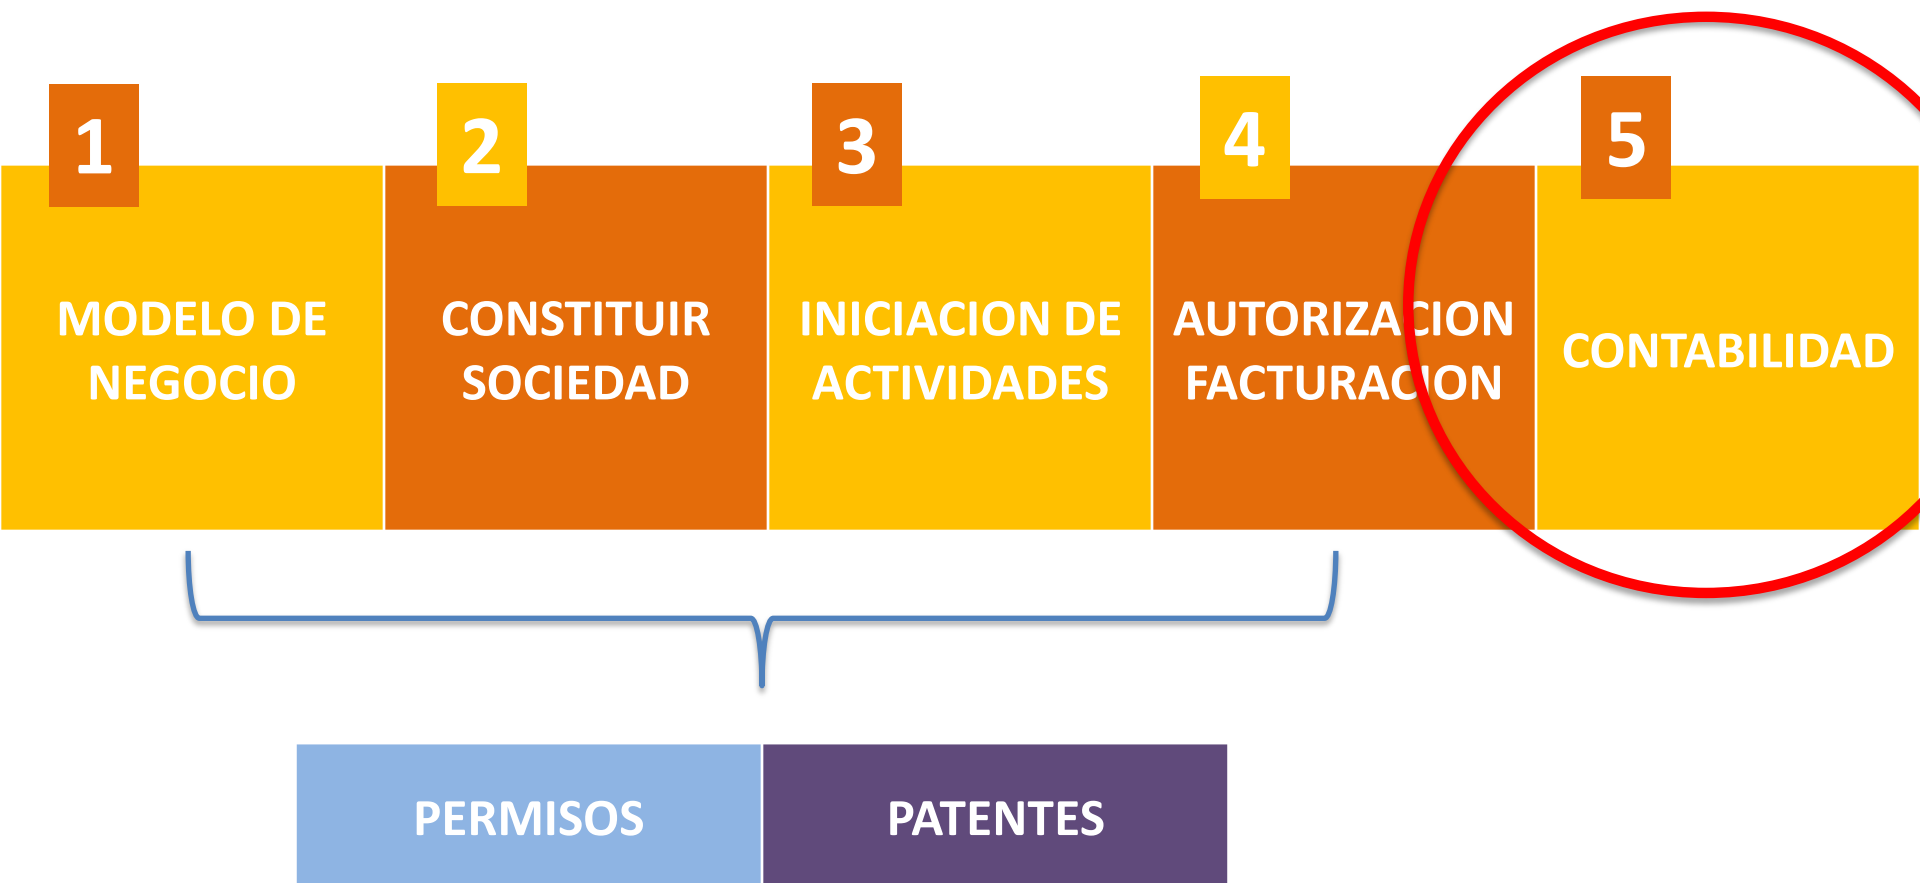 1
2
3
4
5
MODELO DE
NEGOCIO
CONSTITUIR
SOCIEDAD
INICIACION DE
ACTIVIDADES
AUTORIZACION
FACTURACION
CONTABILIDAD
PERMISOS
PATENTES